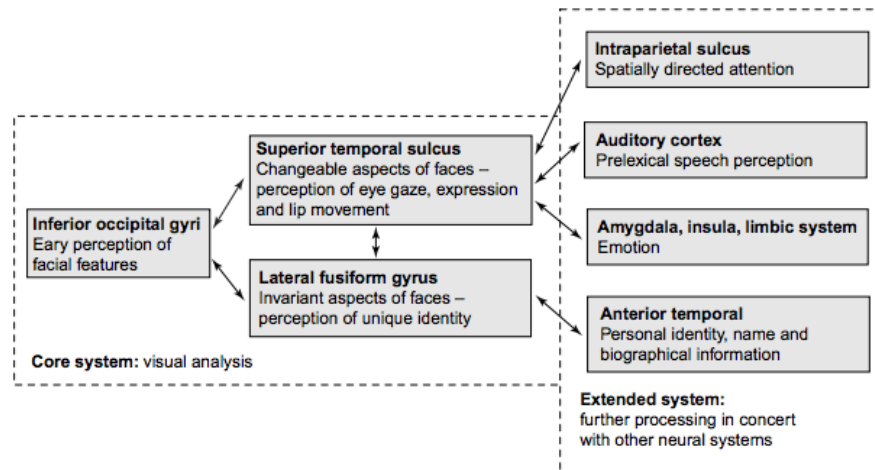 Intraparietal sulcus
Spatially directed attention
Superior temporal sulcus
Changeable aspects of faces –
perception of eye gaze, expression
and lip movement
Auditory cortex
Prelexical speech perception
Inferior occipital gyri
Eary perception of
facial features
Amygdala, insula, limbic system
Emotion
Lateral fusiform gyrus
Invariant aspects of faces –
perception of unique identity
Anterior temporal
Personal identity, name and
biographical information
Core system: visual analysis
Extended system:
further processing in concert
with other neural systems